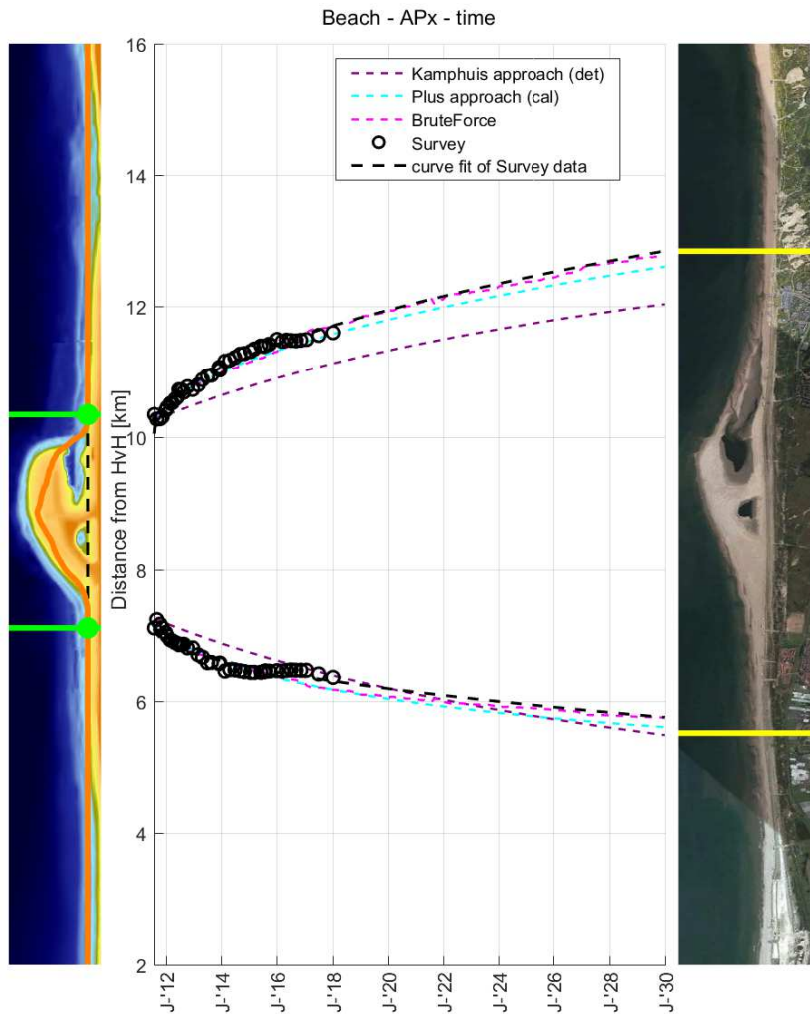 Beach - APx - time
16
14
12
10
8
6
4
2
Distance from HvH [km]
Kamphuis approach (det)
Plus approach (cal)
BruteForce
Survey
curve fit of Survey data
J-'12
J-'14
J-'16
J-'18
J-'20
J-'22
J-'24
J-'26
J-'28
J-'30